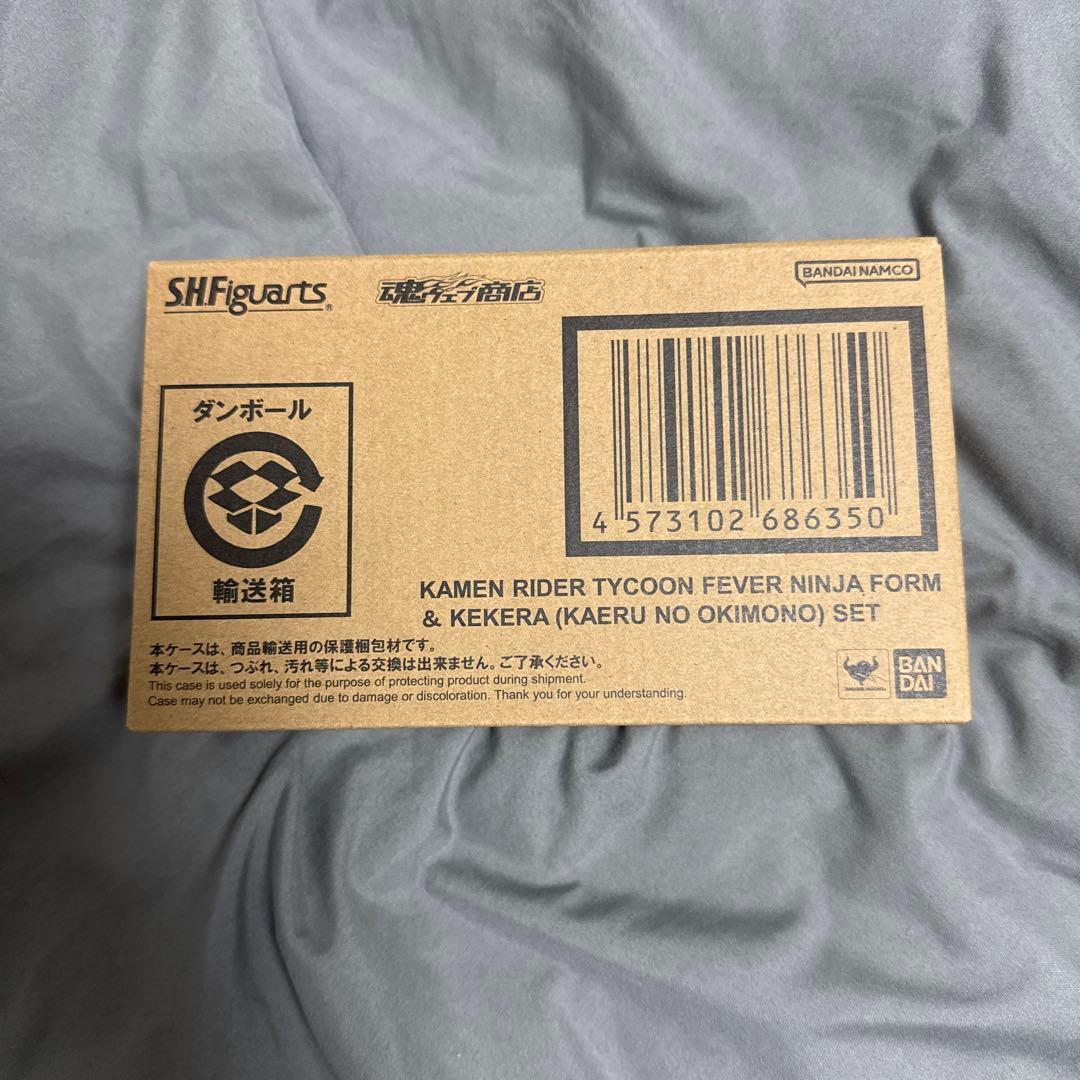 S.H.Figuarts®
魂ウェブ商店
BANDAI NAMCO
ダンボール
輸送箱
4 573102 686350
KAMEN RIDER TYCOON FEVER NINJA FORM
& KEKERA (KAERU NO OKIMONO) SET
本ケースは、商品輸送用の保護梱包材です。
本ケースは、つぶれ、汚れ等による交換は出来ません。ご了承ください。
This case is used solely for the purpose of protecting product during shipment.
Case may not be exchanged due to damage or discoloration. Thank you for your understanding.
BAN
DAI